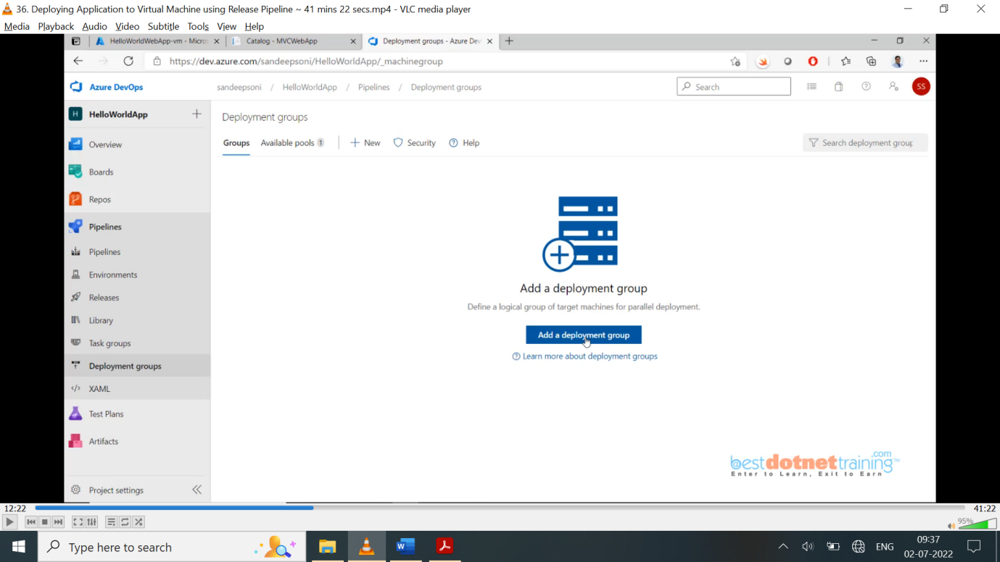 36. Deploying Application to Virtual Machine using Release Pipeline ~ 41 mins 22 secs.mp4 - VLC media player
Media Playback Audio Video Subtitle Tools View Help
HelloWorldWebApp-vm - Micros
Catalog - MVCWebApp
Deployment groups - Azure Dev
https://dev.azure.com/sandeepsoni/HelloWorldApp/_machinegroup
Azure DevOps
sandeepsoni / HelloWorldApp / Pipelines / Deployment groups
Search
SS
H HelloWorldApp
Overview
Boards
Repos
Pipelines
Pipelines
Environments
Releases
Library
Task groups
Deployment groups
XAML
Test Plans
Artifacts
Project settings
Deployment groups
Groups Available pools 1 New Security Help
Search deployment group
Add a deployment group
Define a logical group of target machines for parallel deployment.
Add a deployment group
Learn more about deployment groups
bestdotnettraining.com™
Enter to Learn, Exit to Earn
12:22
41:22
95%
Type here to search
ENG
09:37
02-07-2022